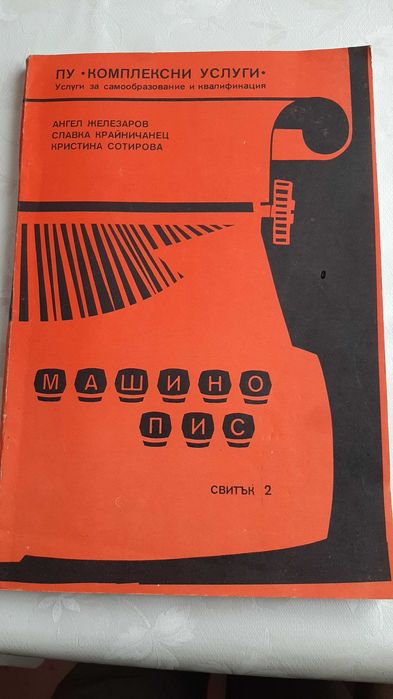 ПУ • КОМПЛЕКСНИ УСЛУГИ •
Услуги за самообразование и квалификация
АНГЕЛ ЖЕЛЕЗАРОВ
СЛАВКА КРАЙНИЧАНЕЦ
КРИСТИНА СОТИРОВА
МАШИНО
ПИС
СВИТЪК 2